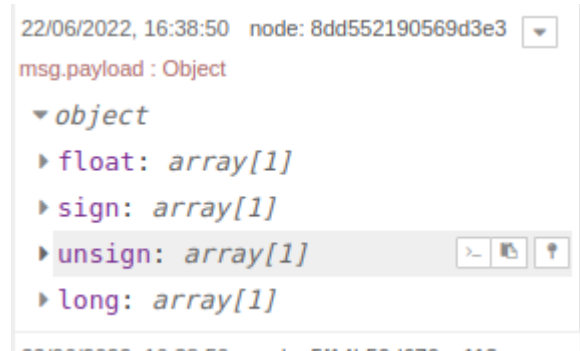 22/06/2022, 16:38:50 node: 8dd552190569d3e3
msg.payload : Object
object
float: array[1]
sign: array[1]
unsign: array[1]
long: array[1]